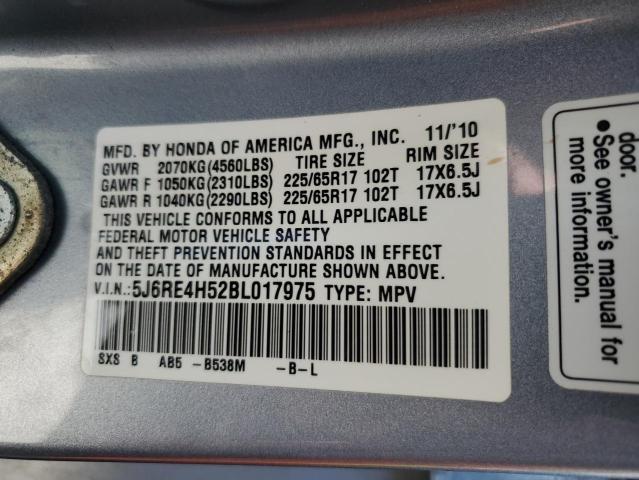 MFD. BY HONDA OF AMERICA MFG., INC. 11/'10
GVWR 2070KG(4560LBS) TIRE SIZE RIM SIZE
GAWR F 1050KG(2310LBS) 225/65R17 102T 17X6.5J
GAWR R 1040KG(2290LBS) 225/65R17 102T 17X6.5J
THIS VEHICLE CONFORMS TO ALL APPLICABLE
FEDERAL MOTOR VEHICLE SAFETY
AND THEFT PREVENTION STANDARDS IN EFFECT
ON THE DATE OF MANUFACTURE SHOWN ABOVE.
V.I.N.:5J6RE4H52BL017975 TYPE: MPV
SXS B AB5 -B538M -B-L
door.
• See owner's manual for
more information.